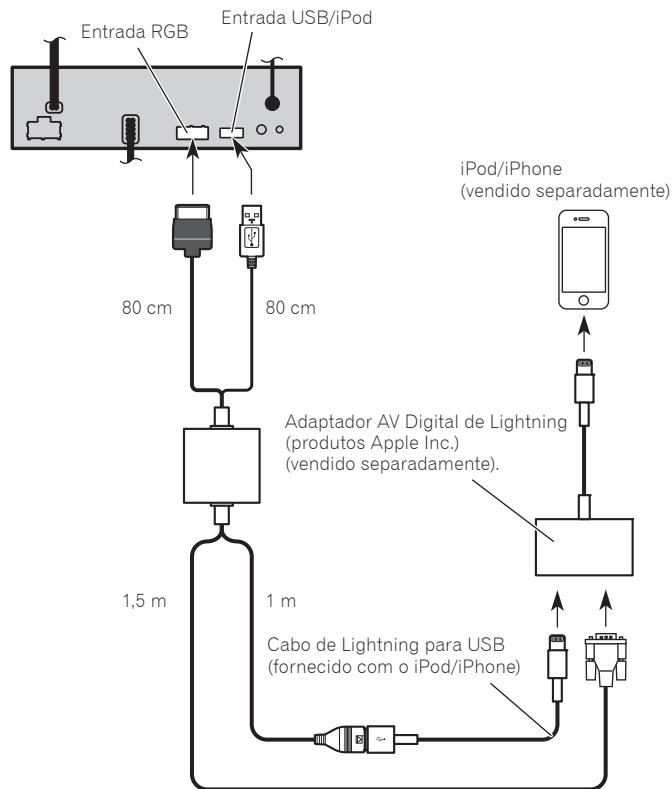 Entrada RGB
Entrada USB/iPod
iPod/iPhone
(vendido separadamente)
80 cm
80 cm
Adaptador AV Digital de Lightning
(produtos Apple Inc.)
(vendido separadamente).
1,5 m
1 m
Cabo de Lightning para USB
(fornecido com o iPod/iPhone)